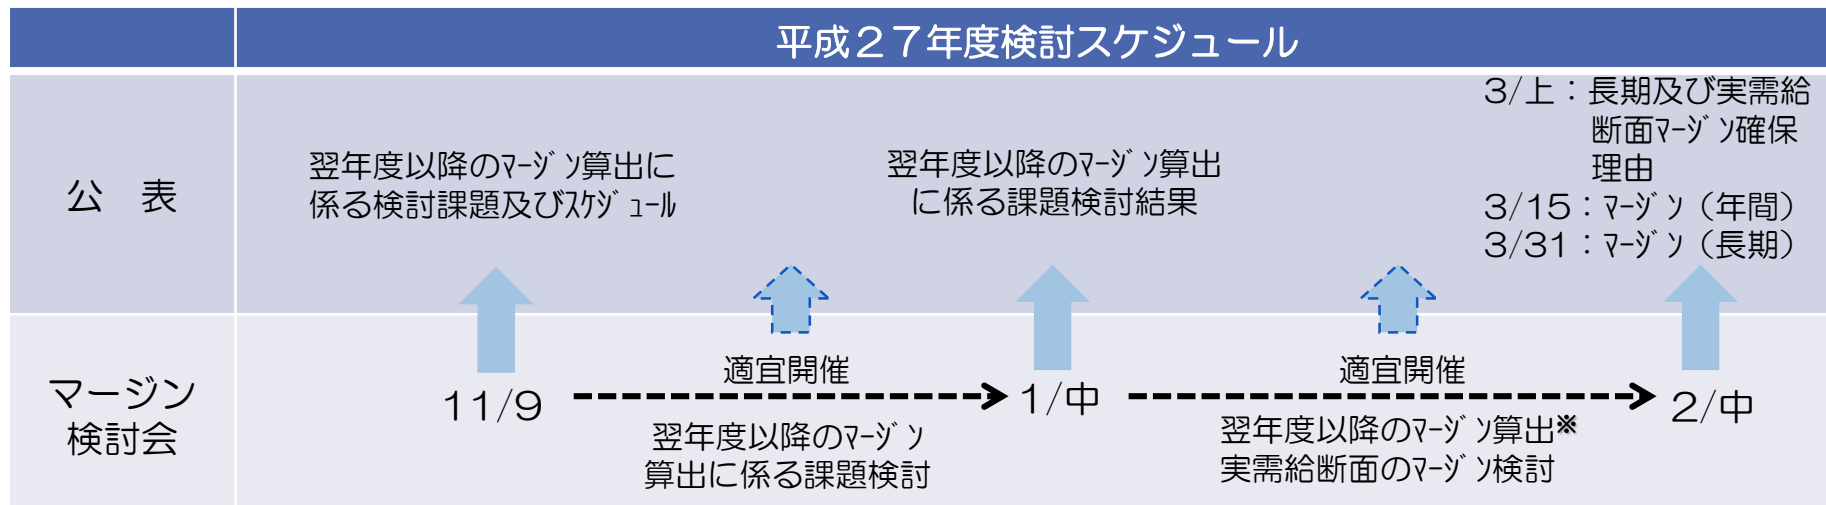 平成２７年度検討スケジュール
公　表
翌年度以降のﾏｰｼﾞﾝ算出に
係る検討課題及びｽｹｼﾞｭｰﾙ
翌年度以降のﾏｰｼﾞﾝ算出
に係る課題検討結果
３/上：長期及び実需給
断面ﾏｰｼﾞﾝ確保
理由
３/15：ﾏｰｼﾞﾝ（年間）
３/31：ﾏｰｼﾞﾝ（長期）
マージン
検討会
11/9
適宜開催
翌年度以降のﾏｰｼﾞﾝ
算出に係る課題検討
1/中
適宜開催
翌年度以降のﾏｰｼﾞﾝ算出※
実需給断面のﾏｰｼﾞﾝ検討
2/中